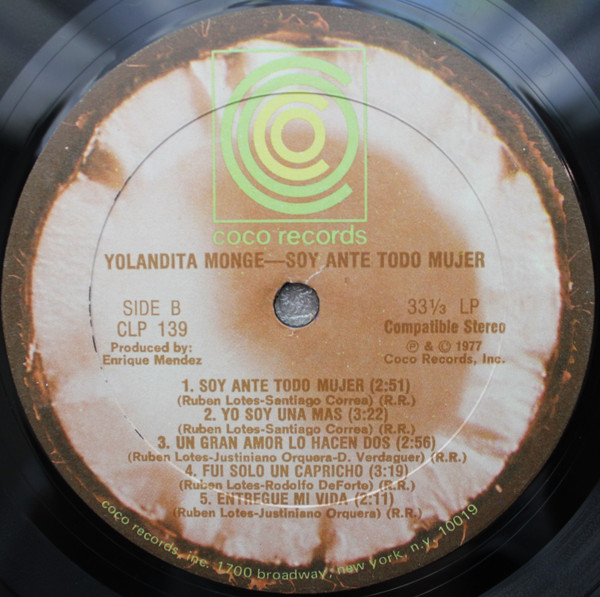 coco records
YOLANDITA MONGE—SOY ANTE TODO MUJER
SIDE B
CLP 139
Produced by:
Enrique Mendez
33⅓ LP
Compatible Stereo
℗ & © 1977
Coco Records, Inc.
1. SOY ANTE TODO MUJER (2:51)
(Ruben Lotes-Santiago Correa) (R.R.)
2. YO SOY UNA MAS (3:22)
(Ruben Lotes-Santiago Correa) (R.R.)
3. UN GRAN AMOR LO HACEN DOS (2:56)
(Ruben Lotes-Justiniano Orquera-D. Verdaguer) (R.R.)
4. FUI SOLO UN CAPRICHO (3:19)
(Ruben Lotes-Rodolfo DeForte) (R.R.)
5. ENTREGUE MI VIDA (2:11)
(Ruben Lotes-Justiniano Orquera) (R.R.)
coco records, inc. 1700 broadway, new york, n.y. 10019